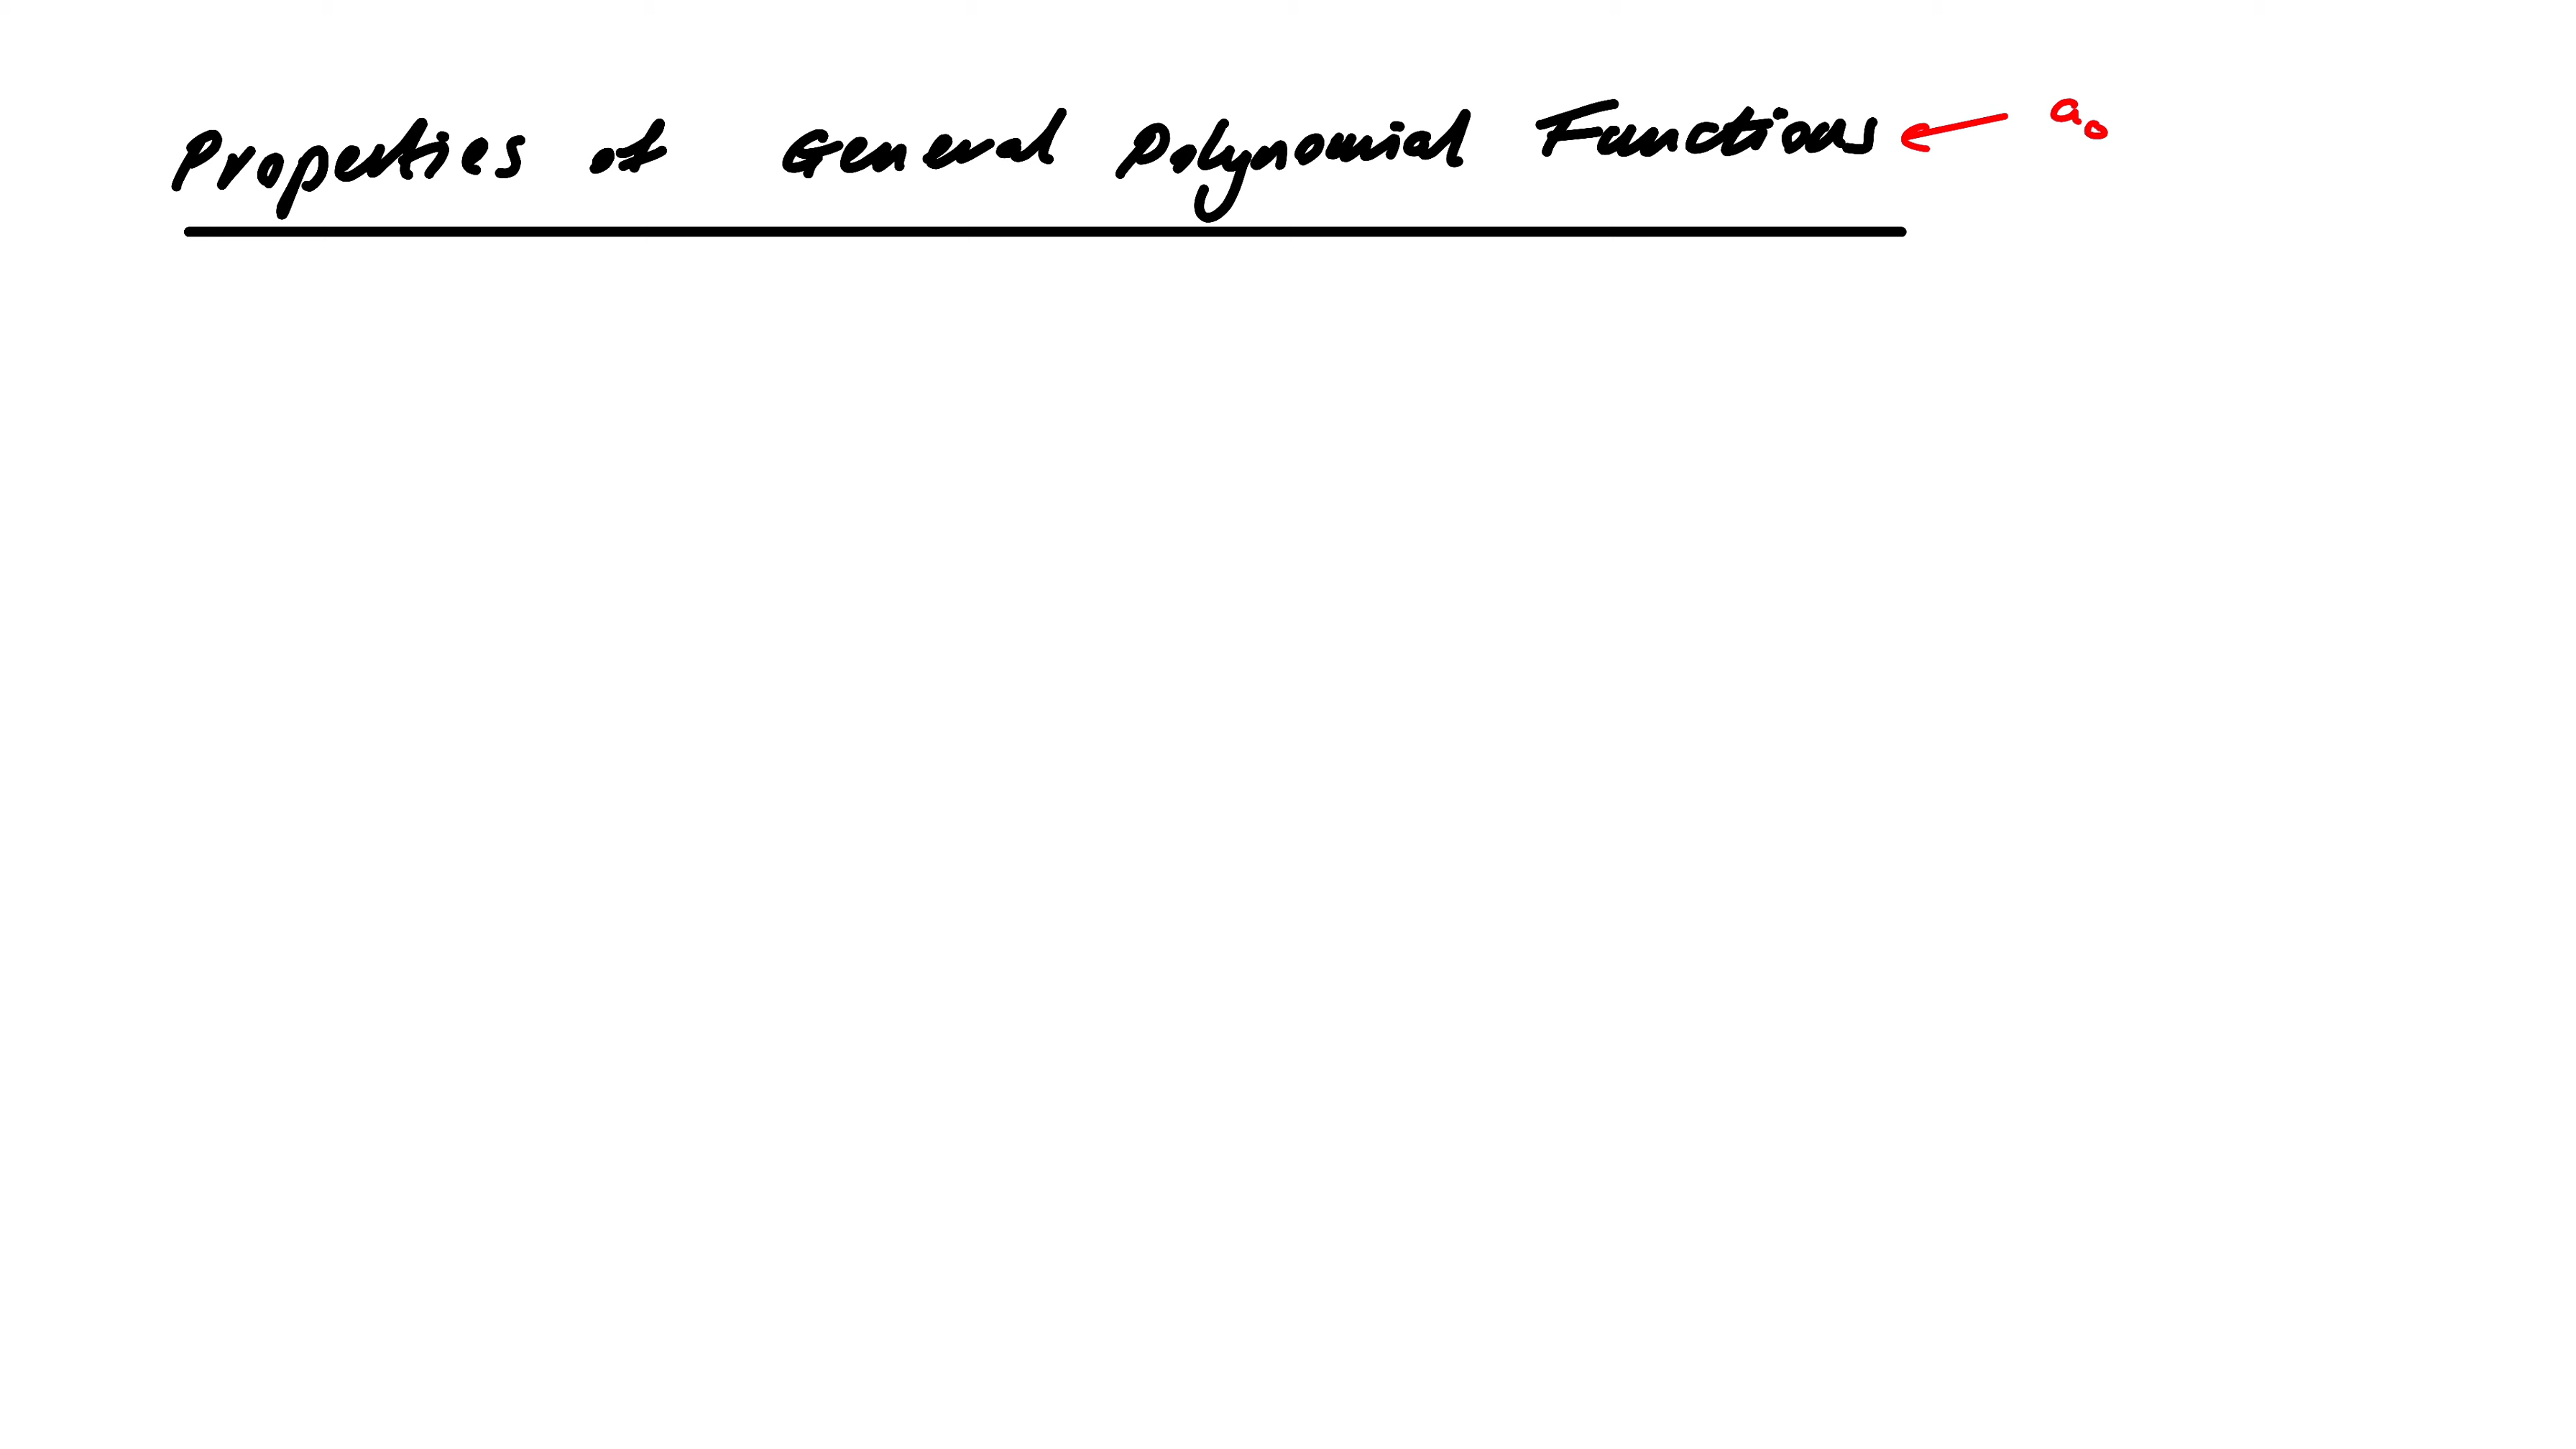 Properties of General Polynomial Functions ← a₀